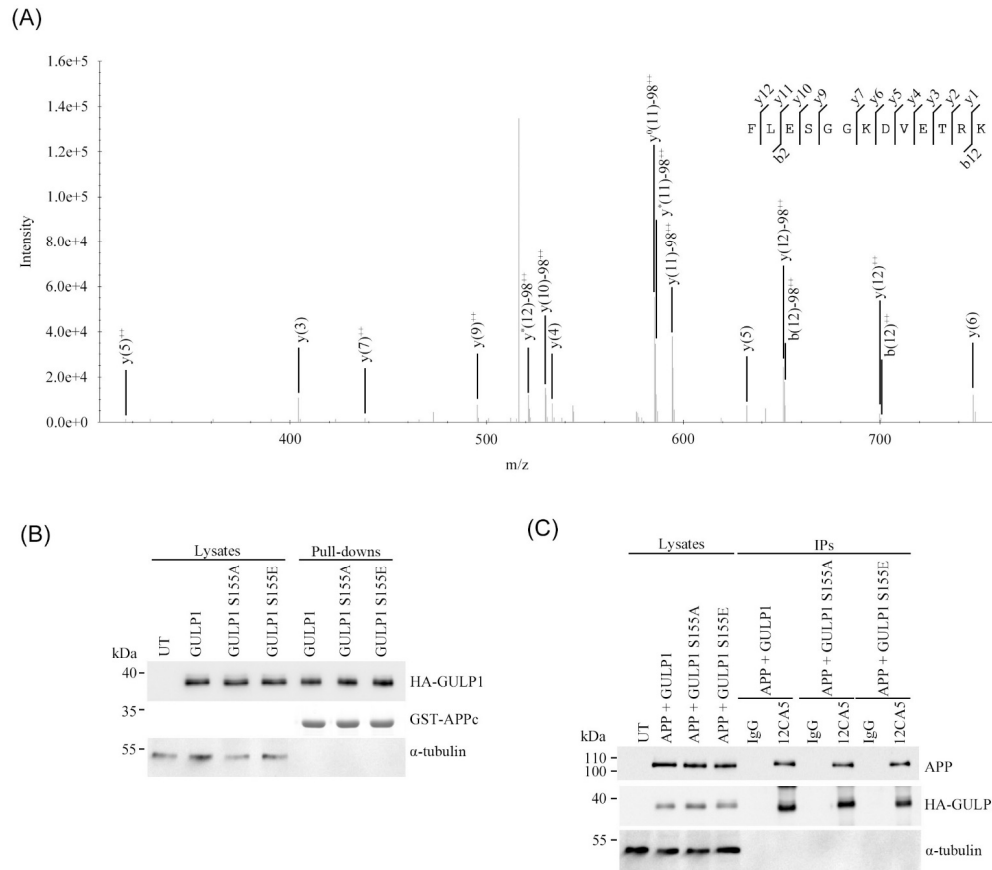 (A)
1.6e+5
1.4e+5
1.2e+5
1.0e+5
8.0e+4
6.0e+4
4.0e+4
2.0e+4
0.0e+0
Intensity
400
500
600
700
m/z
y(5)++
y(3)
y(7)++
y(9)++
y*(12)-98++
y(10)-98++
y(4)
y⁰(11)-98++
y*(11)-98++
y(11)-98++
y(5)
y(12)-98++
b(12)-98++
y(12)++
b(12)++
y(6)
y12 y11 y10 y9 y7 y6 y5 y4 y3 y2 y1
F L E S G G K D V E T R K
b2 b12
(B)
Lysates Pull-downs
UT
GULP1
GULP1 S155A
GULP1 S155E
GULP1
GULP1 S155A
GULP1 S155E
kDa
40
HA-GULP1
35
GST-APPc
55
α-tubulin
(C)
Lysates IPs
UT
APP + GULP1
APP + GULP1 S155A
APP + GULP1 S155E
APP + GULP1
APP + GULP1 S155A
APP + GULP1 S155E
IgG
12CA5
IgG
12CA5
IgG
12CA5
kDa
110
100
APP
40
HA-GULP
55
α-tubulin